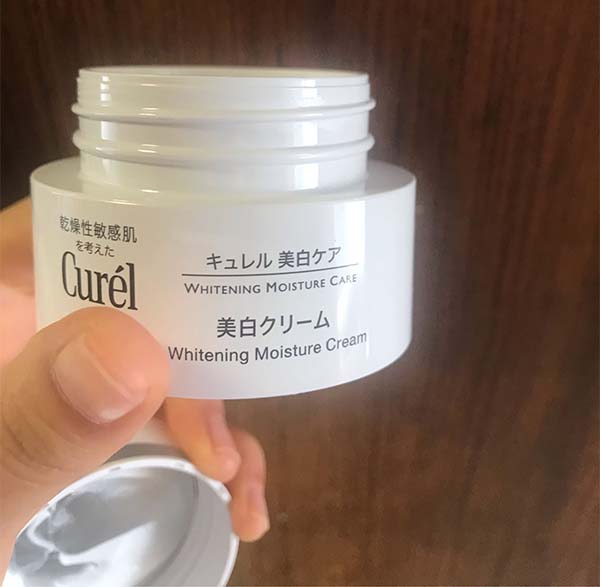 乾燥性敏感肌
を考えた
Curél
キュレル 美白ケア
WHITENING MOISTURE CARE
美白クリーム
Whitening Moisture Cream